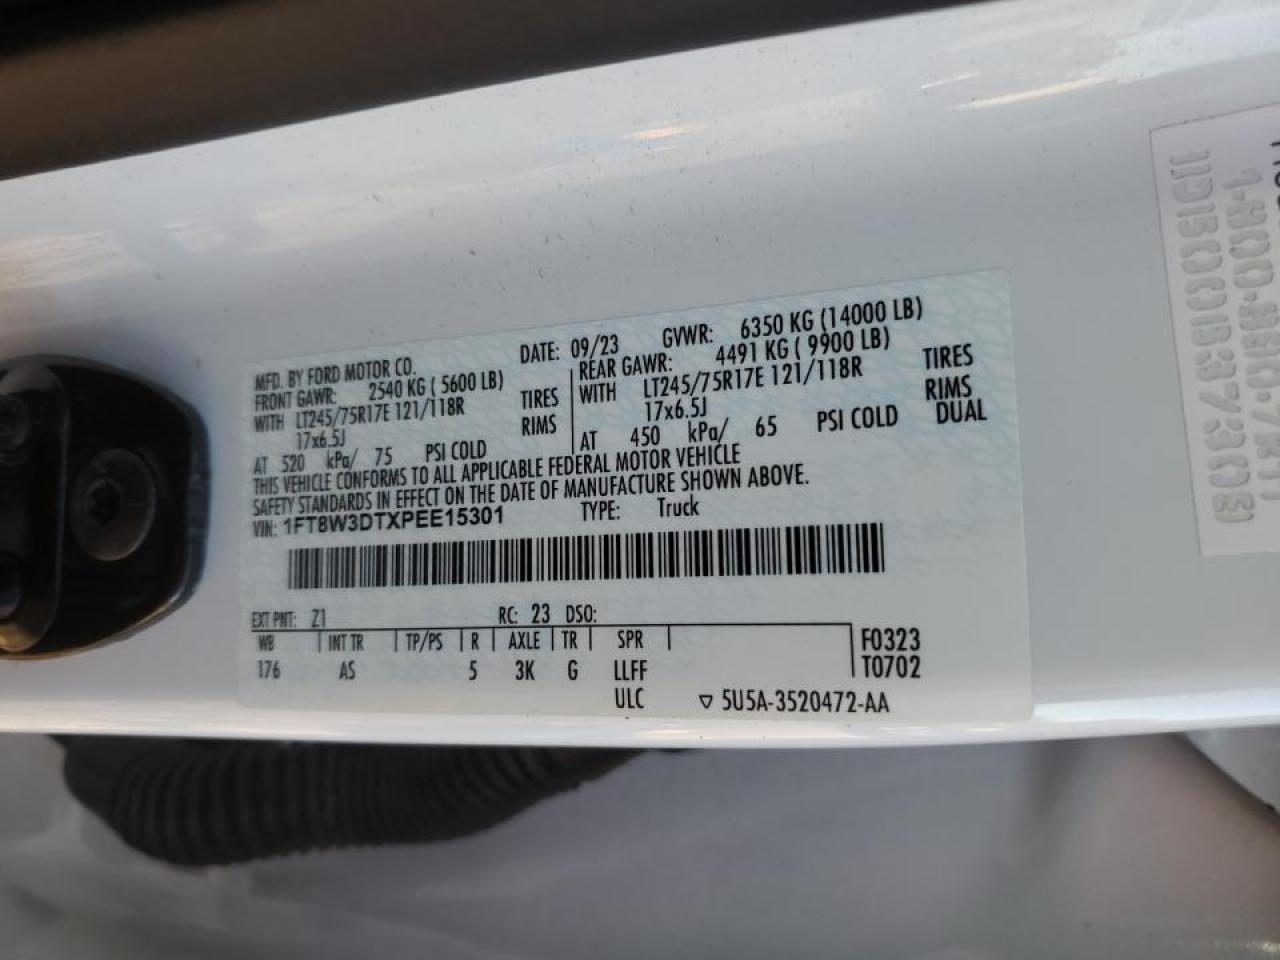 MFD. BY FORD MOTOR CO.
DATE: 09/23 GVWR: 6350 KG (14000 LB)
FRONT GAWR: 2540 KG ( 5600 LB)
REAR GAWR: 4491 KG ( 9900 LB)
WITH LT245/75R17E 121/118R TIRES
WITH LT245/75R17E 121/118R TIRES
17x6.5J RIMS
17x6.5J RIMS
AT 520 kPa/ 75 PSI COLD
AT 450 kPa/ 65 PSI COLD DUAL
THIS VEHICLE CONFORMS TO ALL APPLICABLE FEDERAL MOTOR VEHICLE
SAFETY STANDARDS IN EFFECT ON THE DATE OF MANUFACTURE SHOWN ABOVE.
VIN: 1FT8W3DTXPEE15301 TYPE: Truck
EXT PNT: Z1 RC: 23 DSO:
WB INT TR TP/PS R AXLE TR SPR F0323
176 AS 5 3K G LLFF T0702
ULC 5U5A-3520472-AA